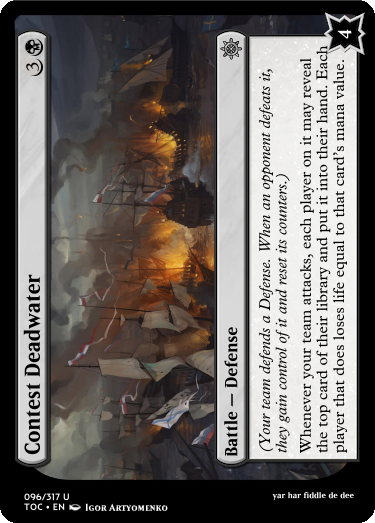 Contest Deadwater
3
Battle — Defense
(Your team defends a Defense. When an opponent defeats it,
they gain control of it and reset its counters.)
Whenever your team attacks, each player on it may reveal
the top card of their library and put it into their hand. Each
player that does loses life equal to that card's mana value.
4
096/317 U
TOC • EN Igor Artyomenko
yar har fiddle de dee